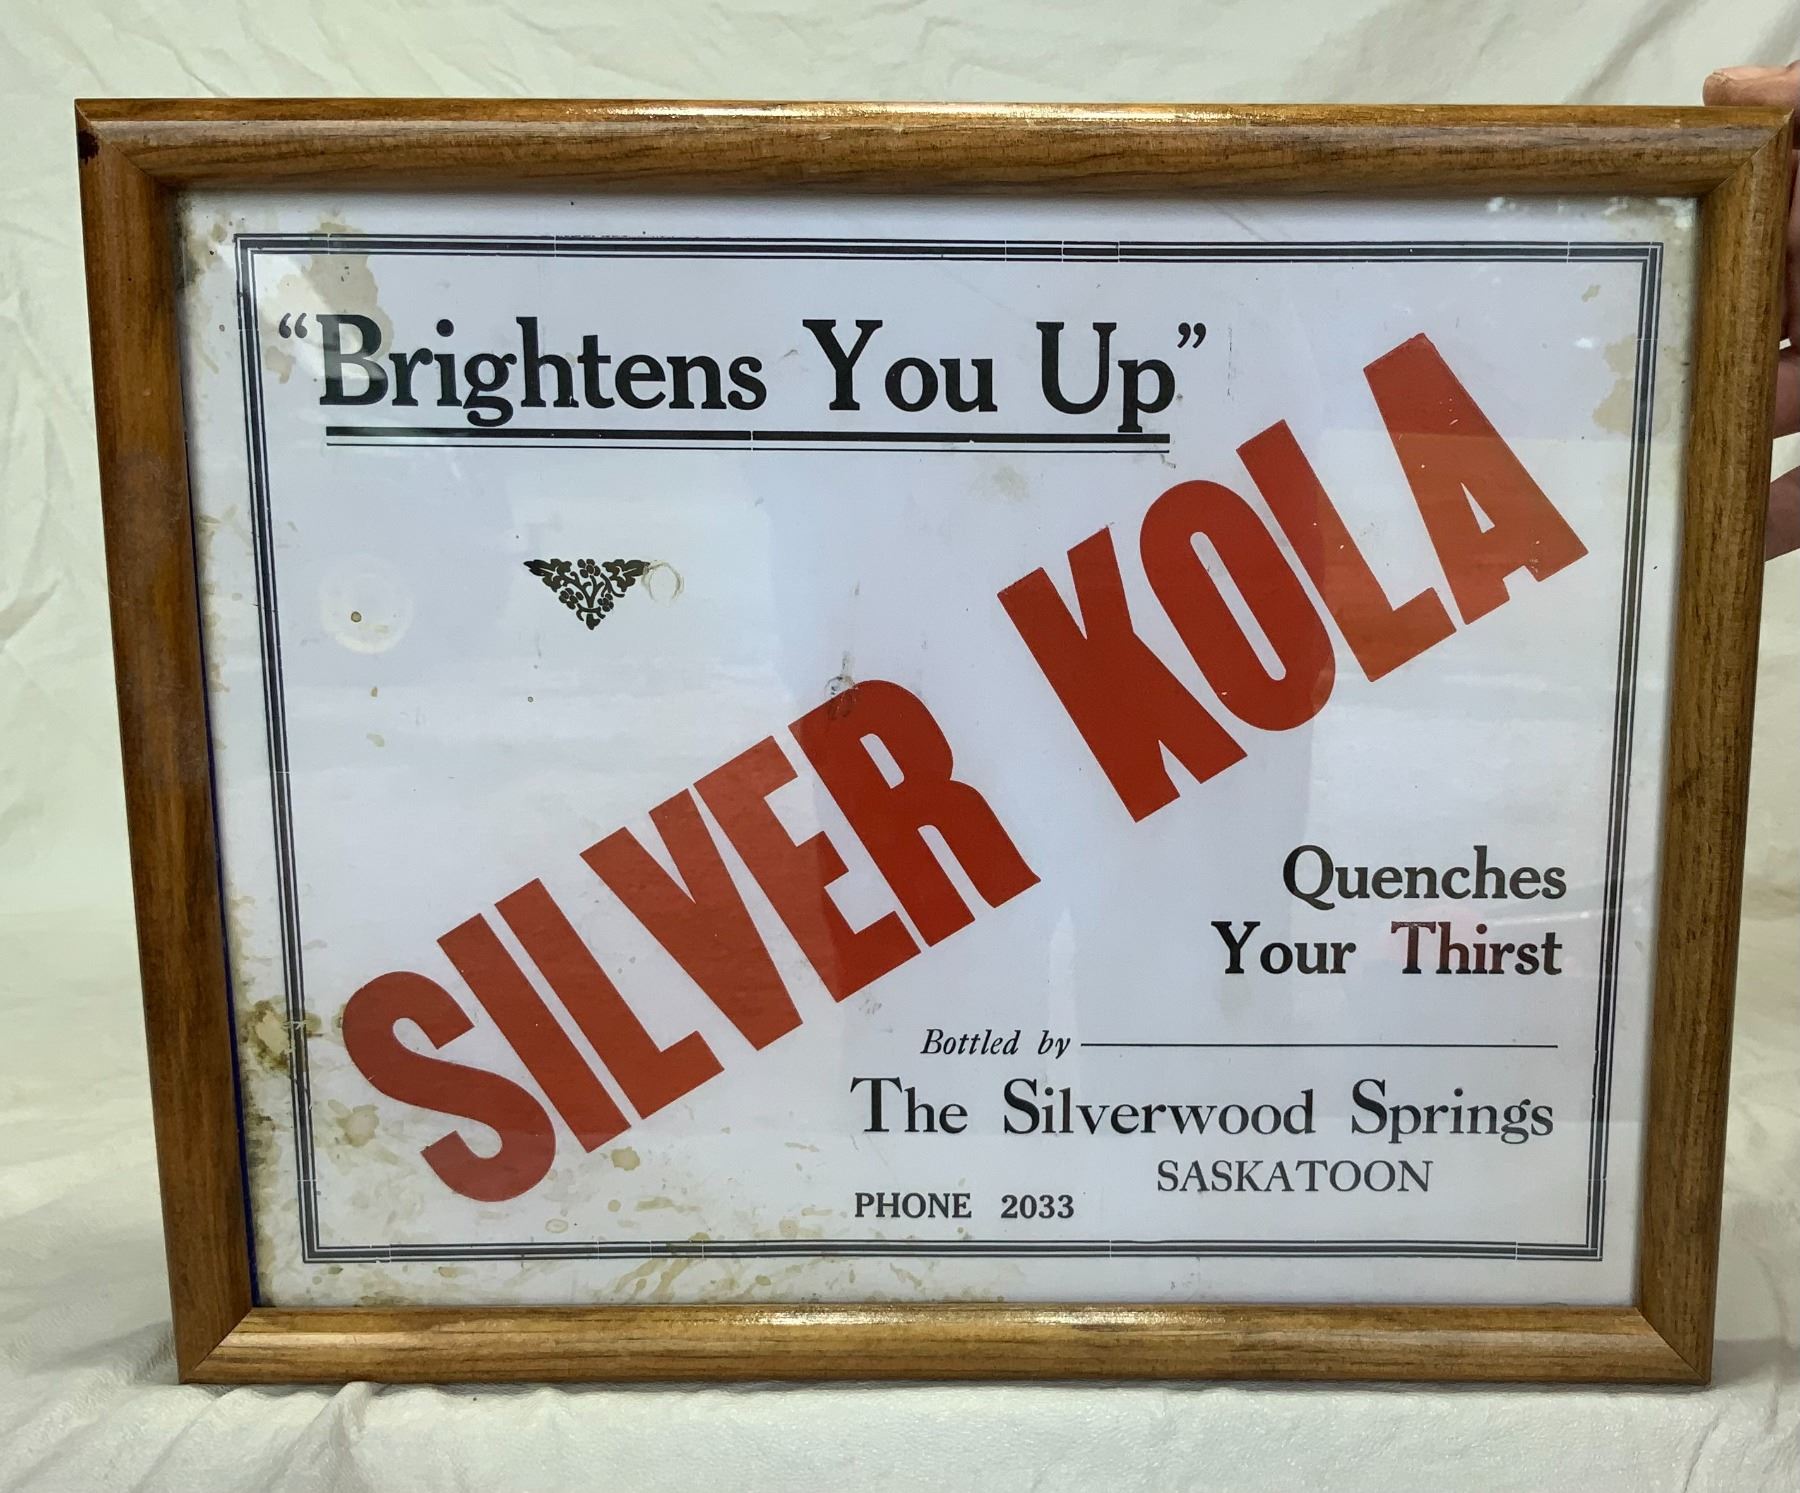 “Brightens You Up”
SILVER KOLA
Quenches
Your Thirst
Bottled by
The Silverwood Springs
SASKATOON
PHONE 2033